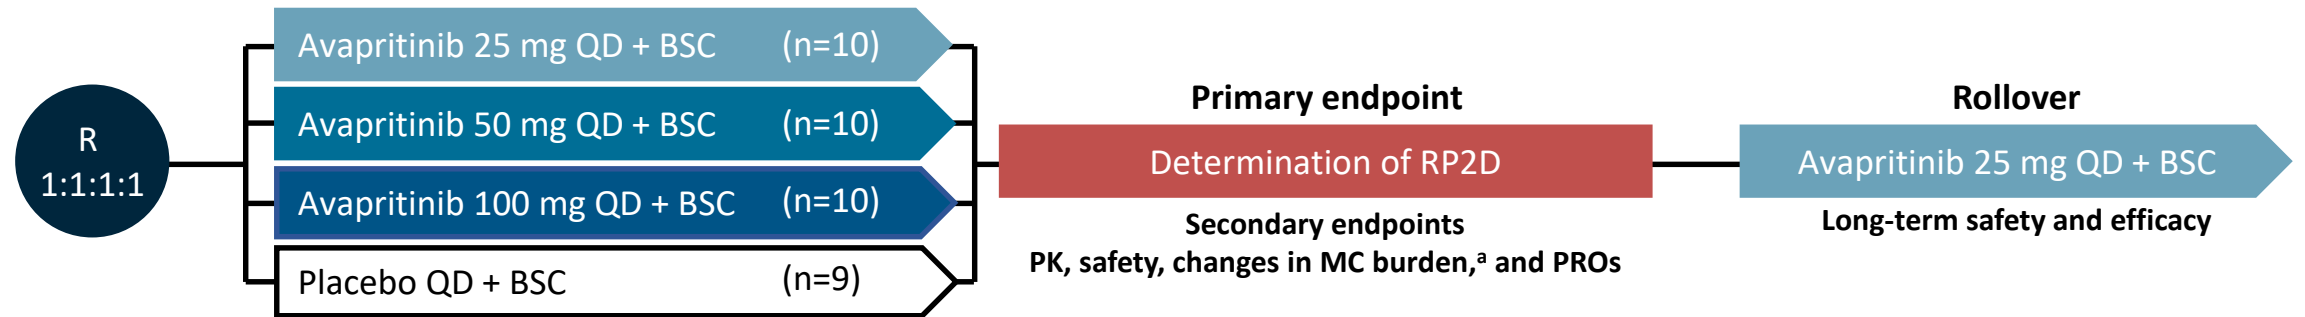 R
1:1:1:1
Avapritinib 25 mg QD + BSC (n=10)
Avapritinib 50 mg QD + BSC (n=10)
Avapritinib 100 mg QD + BSC (n=10)
Placebo QD + BSC (n=9)
Primary endpoint
Determination of RP2D
Secondary endpoints
PK, safety, changes in MC burden,ᵃ and PROs
Rollover
Avapritinib 25 mg QD + BSC
Long-term safety and efficacy